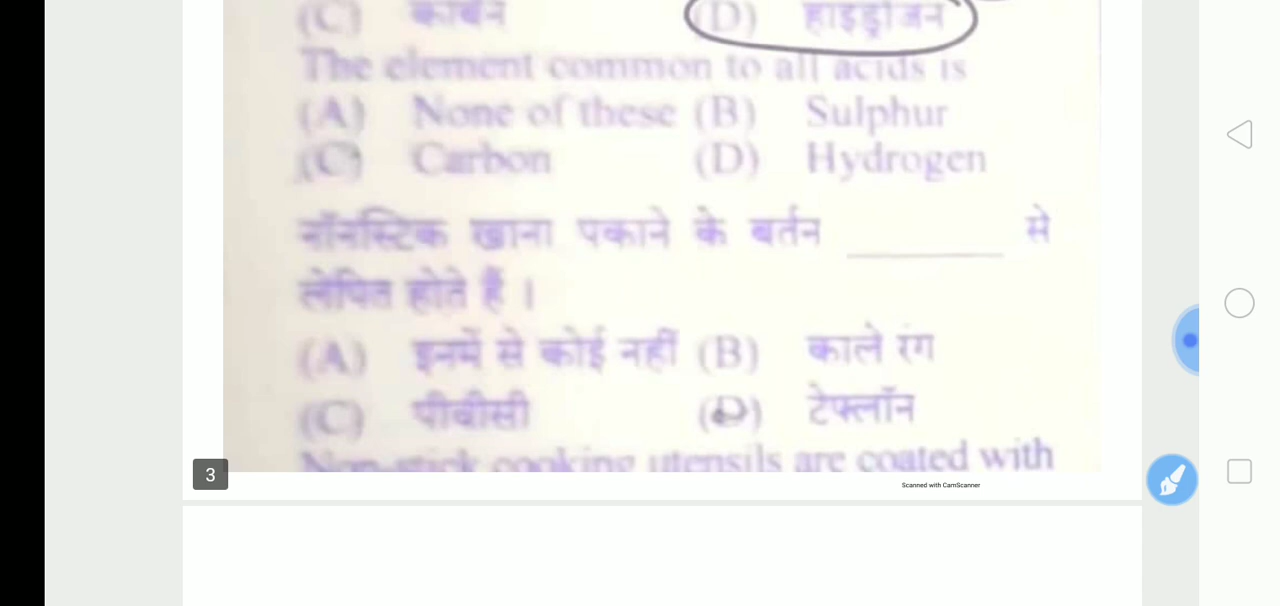 (C) कार्बन (D) हाइड्रोजन
The element common to all acids is
(A) None of these (B) Sulphur
(C) Carbon (D) Hydrogen
नॉनस्टिक खाना पकाने के बर्तन ________ से
लेपित होते हैं ।
(A) इनमें से कोई नहीं (B) काले रंग
(C) पीवीसी (D) टेफ्लॉन
Non-stick cooking utensils are coated with
3
Scanned with CamScanner